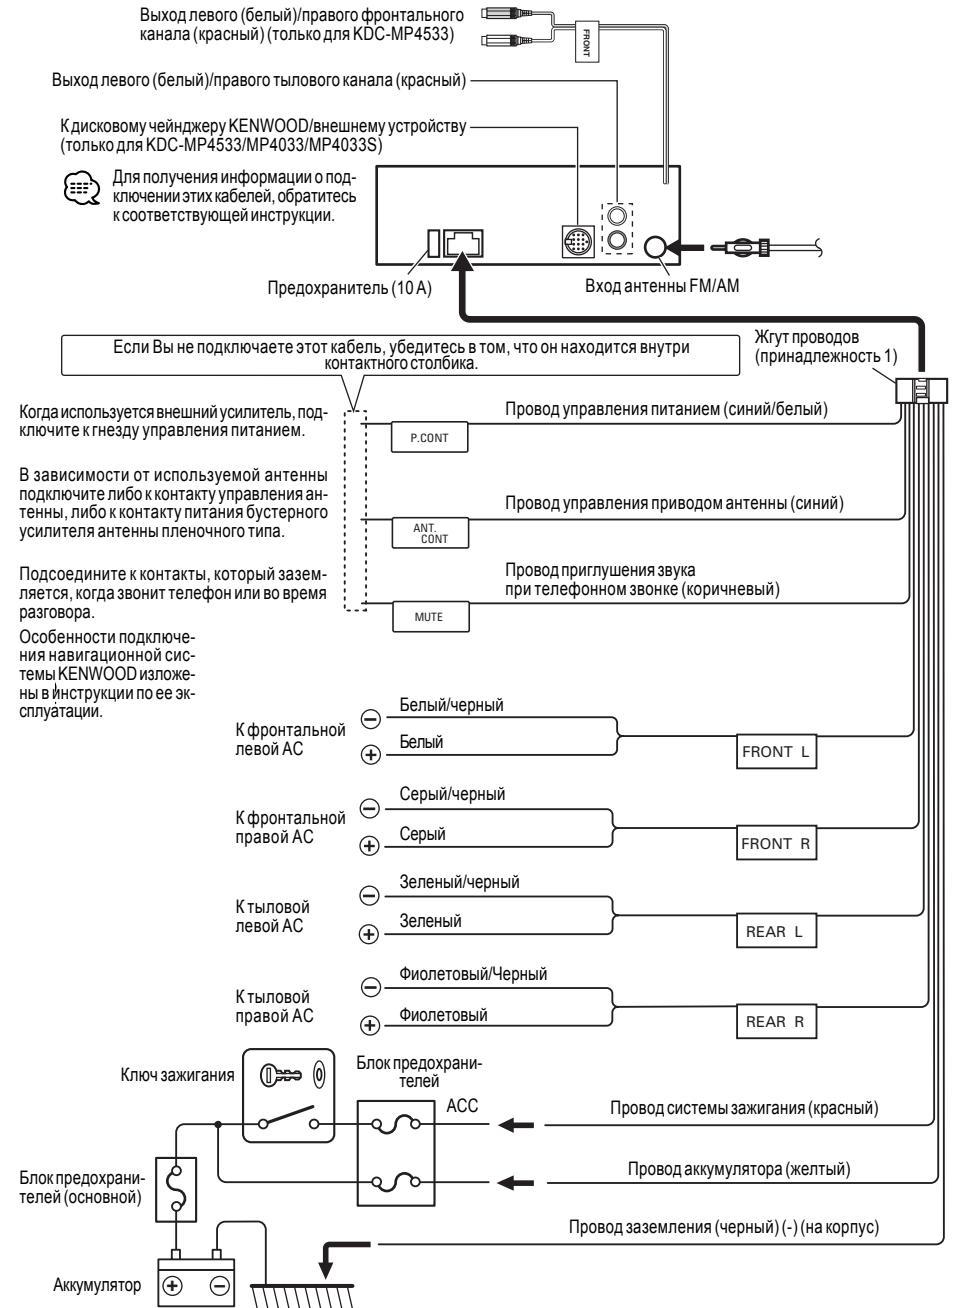 Выход левого (белый)/правого фронтального
канала (красный) (только для KDC-MP4533)
FRONT
Выход левого (белый)/правого тылового канала (красный)
К дисковому чейнджеру KENWOOD/внешнему устройству
(только для KDC-MP4533/MP4033/MP4033S)
Для получения информации о под-
ключении этих кабелей, обратитесь
к соответствующей инструкции.
Предохранитель (10 A)
Вход антенны FM/AM
Жгут проводов
(принадлежность 1)
Если Вы не подключаете этот кабель, убедитесь в том, что он находится внутри
контактного столбика.
Когда используется внешний усилитель, под-
ключите к гнезду управления питанием.
Провод управления питанием (синий/белый)
P.CONT
В зависимости от используемой антенны
подключите либо к контакту управления ан-
тенны, либо к контакту питания бустерного
усилителя антенны пленочного типа.
Провод управления приводом антенны (синий)
ANT.
CONT
Подсоедините к контакты, который зазем-
ляется, когда звонит телефон или во время
разговора.
Провод приглушения звука
при телефонном звонке (коричневый)
MUTE
Особенности подключе-
ния навигационной сис-
темы KENWOOD изложе-
ны в инструкции по ее эк-
сплуатации.
К фронтальной
левой АС
Белый/черный
Белый
FRONT L
К фронтальной
правой АС
Серый/черный
Серый
FRONT R
К тыловой
левой АС
Зеленый/черный
Зеленый
REAR L
К тыловой
правой АС
Фиолетовый/Черный
Фиолетовый
REAR R
Ключ зажигания
Блок предохрани-
телей
ACC
Провод системы зажигания (красный)
Блок предохрани-
телей (основной)
Провод аккумулятора (желтый)
Провод заземления (черный) (-) (на корпус)
Аккумулятор